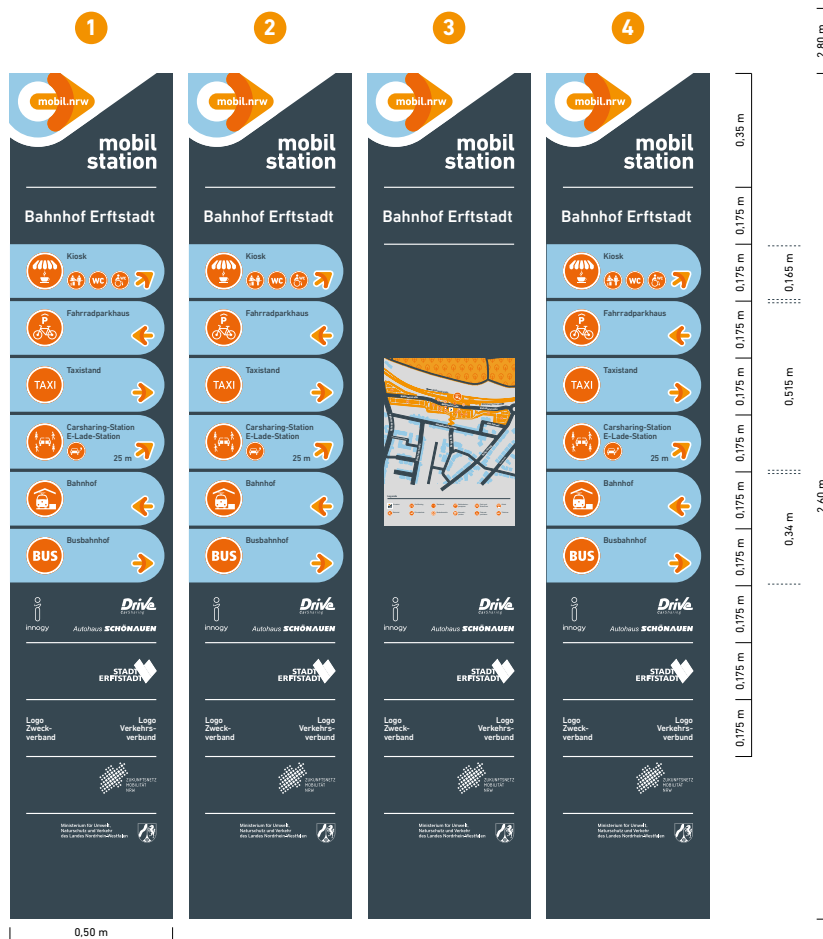 1
2
3
4
mobil.nrw
mobil
station
Bahnhof Erftstadt
Kiosk
WC
Fahrradparkhaus
P
TAXI
Taxistand
Carsharing-Station
E-Lade-Station
25 m
Bahnhof
BUS
Busbahnhof
innogy
Drive
CarSharing
Autohaus SCHÖNAUEN
STADT
ERFTSTADT
Logo
Zweck-
verband
Logo
Verkehrs-
verbund
ZUKUNFTSNETZ
MOBILITÄT
NRW
Ministerium für Umwelt,
Naturschutz und Verkehr
des Landes Nordrhein-Westfalen
mobil.nrw
mobil
station
Bahnhof Erftstadt
Kiosk
WC
Fahrradparkhaus
P
TAXI
Taxistand
Carsharing-Station
E-Lade-Station
25 m
Bahnhof
BUS
Busbahnhof
innogy
Drive
CarSharing
Autohaus SCHÖNAUEN
STADT
ERFTSTADT
Logo
Zweck-
verband
Logo
Verkehrs-
verbund
ZUKUNFTSNETZ
MOBILITÄT
NRW
Ministerium für Umwelt,
Naturschutz und Verkehr
des Landes Nordrhein-Westfalen
mobil.nrw
mobil
station
Bahnhof Erftstadt
innogy
Drive
CarSharing
Autohaus SCHÖNAUEN
STADT
ERFTSTADT
Logo
Zweck-
verband
Logo
Verkehrs-
verbund
ZUKUNFTSNETZ
MOBILITÄT
NRW
Ministerium für Umwelt,
Naturschutz und Verkehr
des Landes Nordrhein-Westfalen
mobil.nrw
mobil
station
Bahnhof Erftstadt
Kiosk
WC
Fahrradparkhaus
P
TAXI
Taxistand
Carsharing-Station
E-Lade-Station
25 m
Bahnhof
BUS
Busbahnhof
innogy
Drive
CarSharing
Autohaus SCHÖNAUEN
STADT
ERFTSTADT
Logo
Zweck-
verband
Logo
Verkehrs-
verbund
ZUKUNFTSNETZ
MOBILITÄT
NRW
Ministerium für Umwelt,
Naturschutz und Verkehr
des Landes Nordrhein-Westfalen
0,35 m
0,175 m
0,175 m
0,175 m
0,175 m
0,175 m
0,175 m
0,175 m
0,175 m
0,175 m
0,175 m
0,165 m
0,515 m
0,34 m
2,80 m
2,60 m
0,50 m